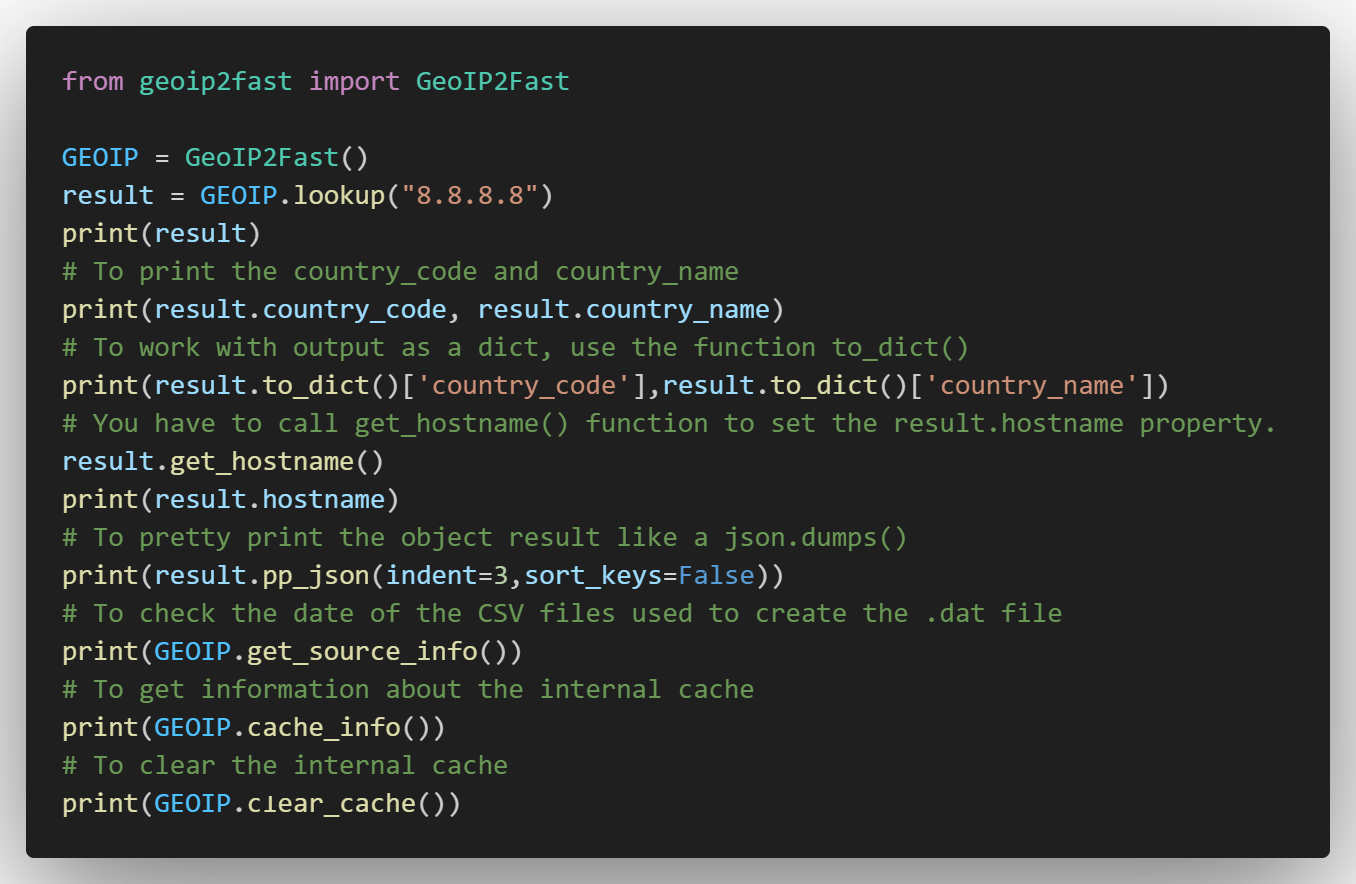 from geoip2fast import GeoIP2Fast

GEOIP = GeoIP2Fast()
result = GEOIP.lookup("8.8.8.8")
print(result)
# To print the country_code and country_name
print(result.country_code, result.country_name)
# To work with output as a dict, use the function to_dict()
print(result.to_dict()['country_code'],result.to_dict()['country_name'])
# You have to call get_hostname() function to set the result.hostname property.
result.get_hostname()
print(result.hostname)
# To pretty print the object result like a json.dumps()
print(result.pp_json(indent=3,sort_keys=False))
# To check the date of the CSV files used to create the .dat file
print(GEOIP.get_source_info())
# To get information about the internal cache
print(GEOIP.cache_info())
# To clear the internal cache
print(GEOIP.clear_cache())